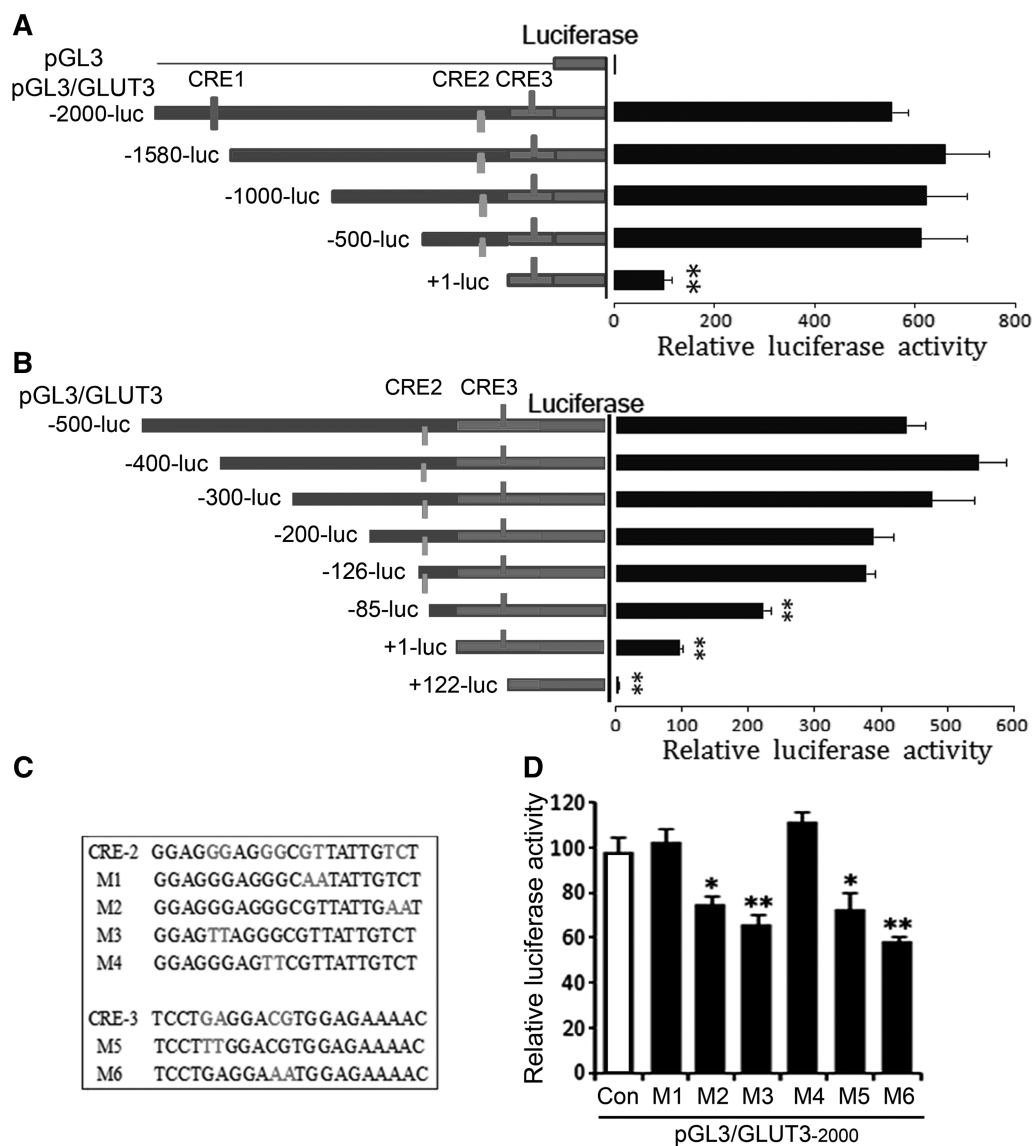 A
Luciferase
pGL3
pGL3/GLUT3
CRE1
CRE2 CRE3
-2000-luc
-1580-luc
-1000-luc
-500-luc
+1-luc
**
0 200 400 600 800
Relative luciferase activity
B
pGL3/GLUT3
CRE2 CRE3
Luciferase
-500-luc
-400-luc
-300-luc
-200-luc
-126-luc
-85-luc
**
+1-luc
**
+122-luc
**
0 100 200 300 400 500 600
Relative luciferase activity
C
CRE-2 GGAGGGAGGGCGTTATTGTCT
M1 GGAGGGAGGGCAATATTGTCT
M2 GGAGGGAGGGCGTTATTGAAT
M3 GGAGTTAGGGCGTTATTGTCT
M4 GGAGGGAGTTCGTTATTGTCT
CRE-3 TCCTGAGGACGTGGAGAAAAC
M5 TCCTTTGGACGTGGAGAAAAC
M6 TCCTGAGGAAATGGAGAAAAC
D
Relative luciferase activity
120
100
80
60
40
20
0
* ** * **
Con M1 M2 M3 M4 M5 M6
pGL3/GLUT3-2000